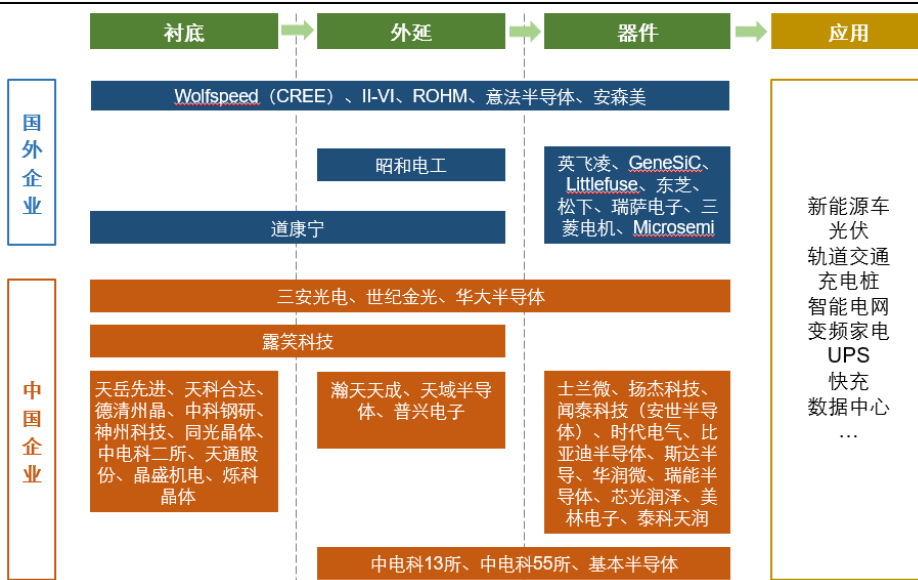 衬底
外延
器件
应用
国外企业
Wolfspeed（CREE）、II-VI、ROHM、意法半导体、安森美
昭和电工
英飞凌、GeneSiC、
Littlefuse、东芝、
松下、瑞萨电子、三
菱电机、Microsemi
道康宁
中国企业
三安光电、世纪金光、华大半导体
露笑科技
天岳先进、天科合达、
德清州晶、中科钢研、
神州科技、同光晶体、
中电科二所、天通股
份、晶盛机电、烁科
晶体
瀚天天成、天域半导
体、普兴电子
士兰微、扬杰科技、
闻泰科技（安世半导
体）、时代电气、比
亚迪半导体、斯达半
导、华润微、瑞能半
导体、芯光润泽、美
林电子、泰科天润
中电科13所、中电科55所、基本半导体
新能源车
光伏
轨道交通
充电桩
智能电网
变频家电
UPS
快充
数据中心
…